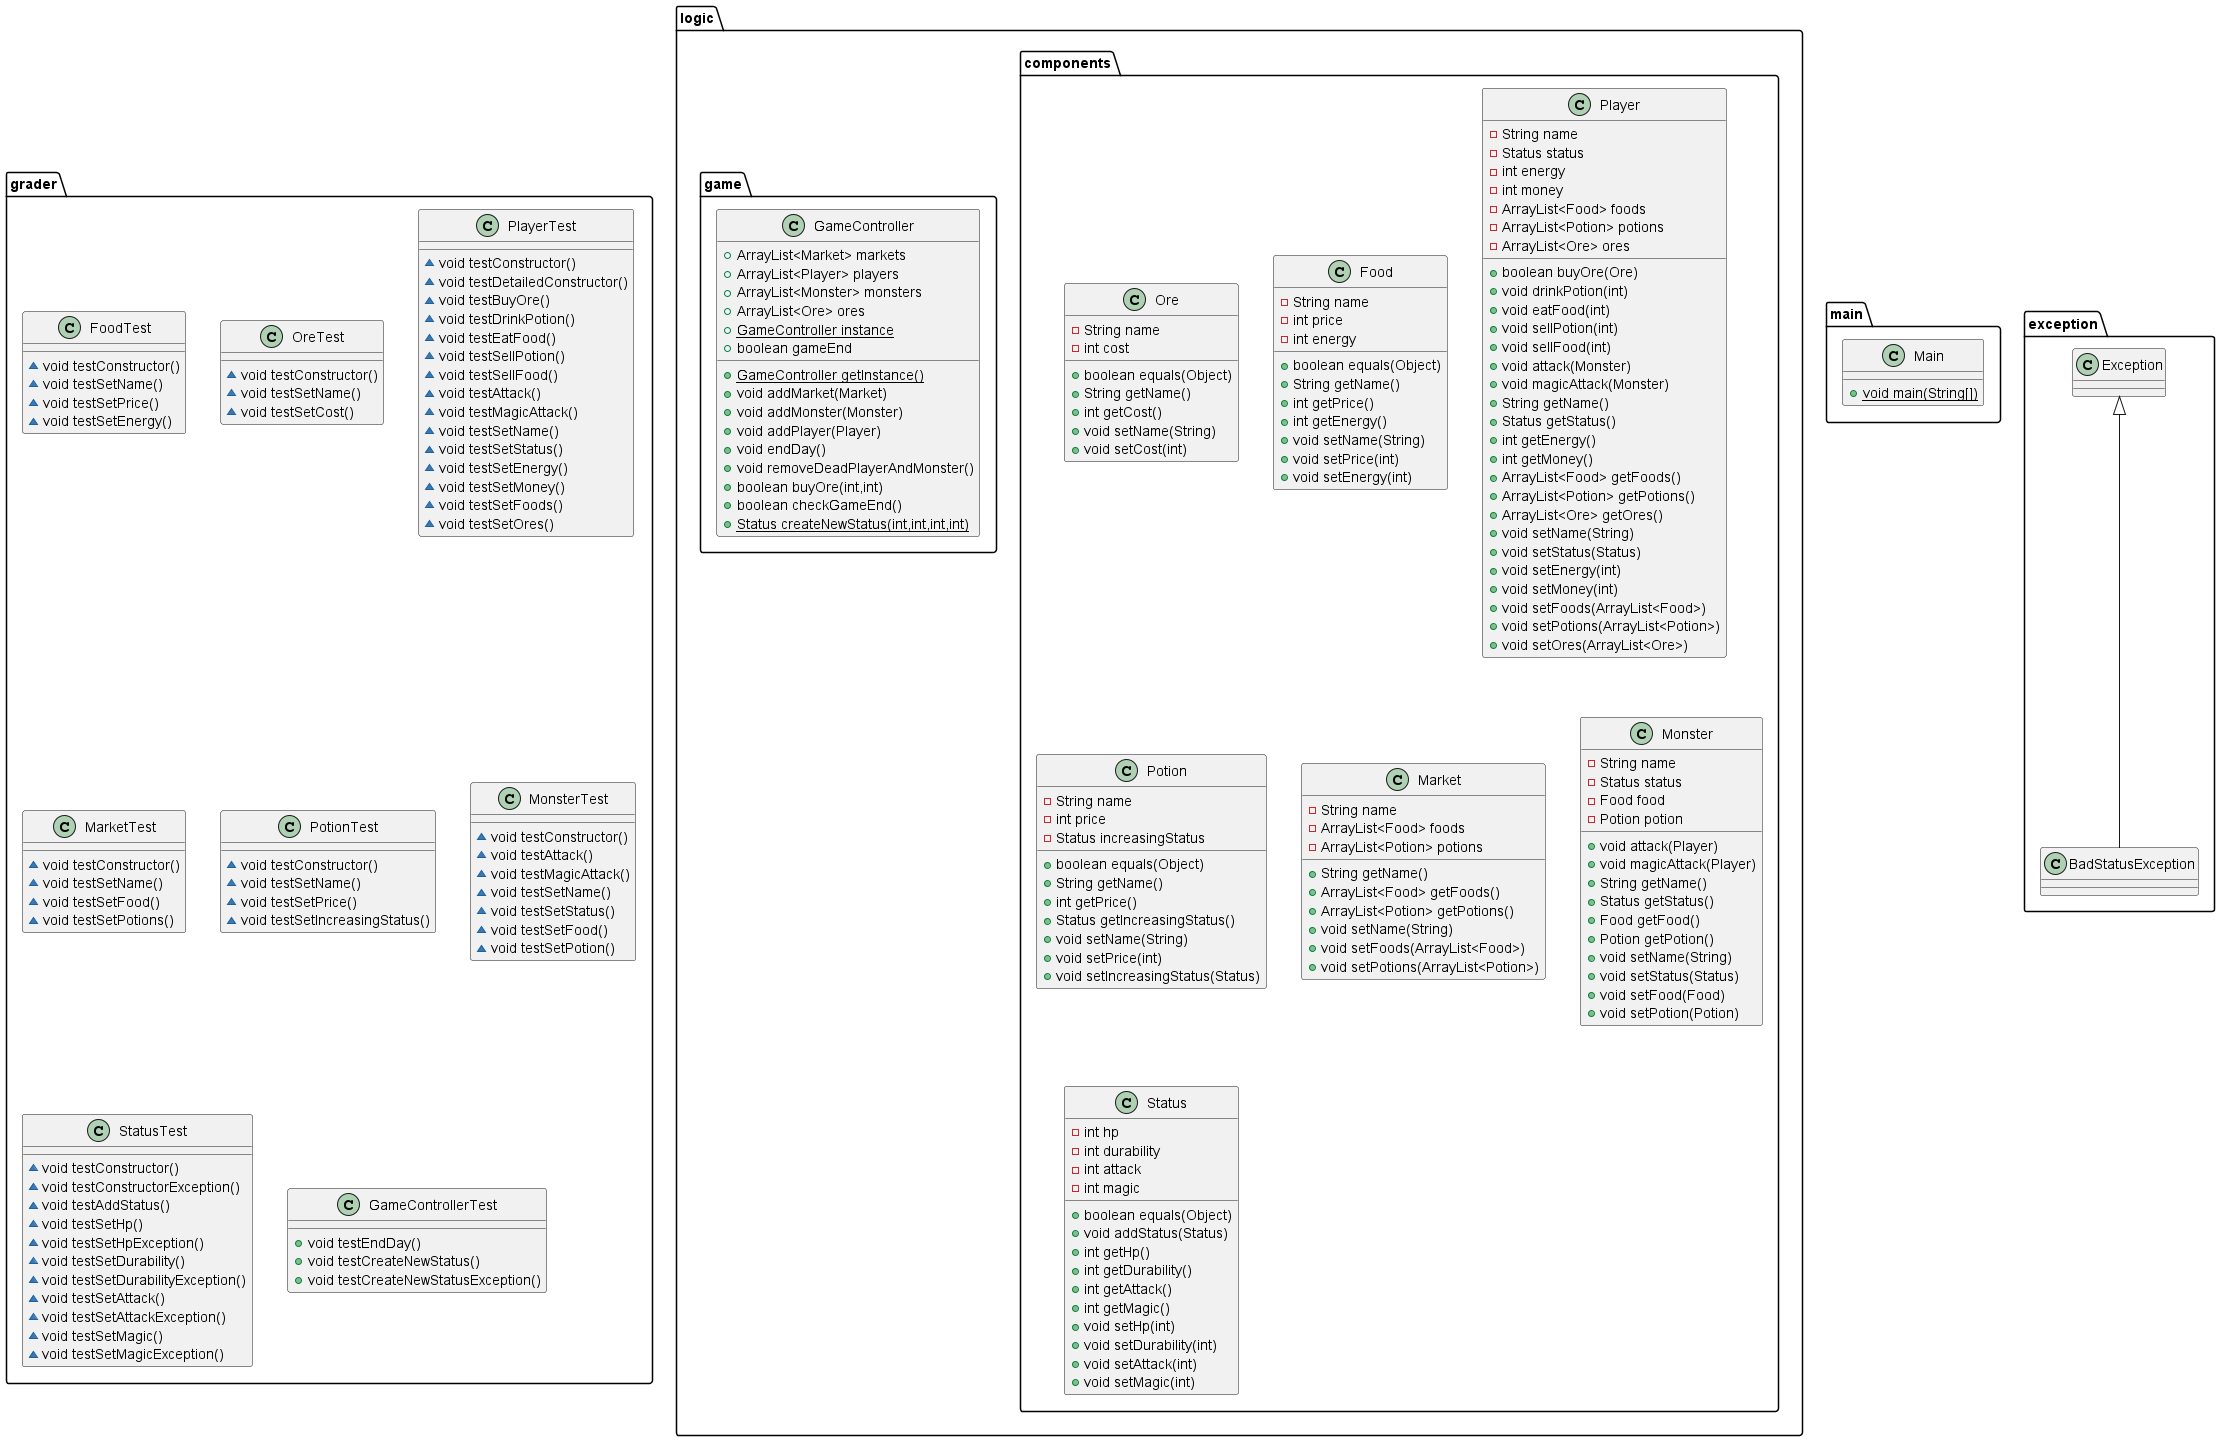 grader
FoodTest
void testConstructor()
void testSetName()
void testSetPrice()
void testSetEnergy()
OreTest
void testConstructor()
void testSetName()
void testSetCost()
PlayerTest
void testConstructor()
void testDetailedConstructor()
void testBuyOre()
void testDrinkPotion()
void testEatFood()
void testSellPotion()
void testSellFood()
void testAttack()
void testMagicAttack()
void testSetName()
void testSetStatus()
void testSetEnergy()
void testSetMoney()
void testSetFoods()
void testSetOres()
MarketTest
void testConstructor()
void testSetName()
void testSetFood()
void testSetPotions()
PotionTest
void testConstructor()
void testSetName()
void testSetPrice()
void testSetIncreasingStatus()
MonsterTest
void testConstructor()
void testAttack()
void testMagicAttack()
void testSetName()
void testSetStatus()
void testSetFood()
void testSetPotion()
StatusTest
void testConstructor()
void testConstructorException()
void testAddStatus()
void testSetHp()
void testSetHpException()
void testSetDurability()
void testSetDurabilityException()
void testSetAttack()
void testSetAttackException()
void testSetMagic()
void testSetMagicException()
GameControllerTest
void testEndDay()
void testCreateNewStatus()
void testCreateNewStatusException()
logic
game
GameController
ArrayList<Market> markets
ArrayList<Player> players
ArrayList<Monster> monsters
ArrayList<Ore> ores
GameController instance
boolean gameEnd
GameController getInstance()
void addMarket(Market)
void addMonster(Monster)
void addPlayer(Player)
void endDay()
void removeDeadPlayerAndMonster()
boolean buyOre(int,int)
boolean checkGameEnd()
Status createNewStatus(int,int,int,int)
components
Ore
String name
int cost
boolean equals(Object)
String getName()
int getCost()
void setName(String)
void setCost(int)
Food
String name
int price
int energy
boolean equals(Object)
String getName()
int getPrice()
int getEnergy()
void setName(String)
void setPrice(int)
void setEnergy(int)
Player
String name
Status status
int energy
int money
ArrayList<Food> foods
ArrayList<Potion> potions
ArrayList<Ore> ores
boolean buyOre(Ore)
void drinkPotion(int)
void eatFood(int)
void sellPotion(int)
void sellFood(int)
void attack(Monster)
void magicAttack(Monster)
String getName()
Status getStatus()
int getEnergy()
int getMoney()
ArrayList<Food> getFoods()
ArrayList<Potion> getPotions()
ArrayList<Ore> getOres()
void setName(String)
void setStatus(Status)
void setEnergy(int)
void setMoney(int)
void setFoods(ArrayList<Food>)
void setPotions(ArrayList<Potion>)
void setOres(ArrayList<Ore>)
Potion
String name
int price
Status increasingStatus
boolean equals(Object)
String getName()
int getPrice()
Status getIncreasingStatus()
void setName(String)
void setPrice(int)
void setIncreasingStatus(Status)
Market
String name
ArrayList<Food> foods
ArrayList<Potion> potions
String getName()
ArrayList<Food> getFoods()
ArrayList<Potion> getPotions()
void setName(String)
void setFoods(ArrayList<Food>)
void setPotions(ArrayList<Potion>)
Monster
String name
Status status
Food food
Potion potion
void attack(Player)
void magicAttack(Player)
String getName()
Status getStatus()
Food getFood()
Potion getPotion()
void setName(String)
void setStatus(Status)
void setFood(Food)
void setPotion(Potion)
Status
int hp
int durability
int attack
int magic
boolean equals(Object)
void addStatus(Status)
int getHp()
int getDurability()
int getAttack()
int getMagic()
void setHp(int)
void setDurability(int)
void setAttack(int)
void setMagic(int)
main
Main
void main(String[])
exception
Exception
BadStatusException